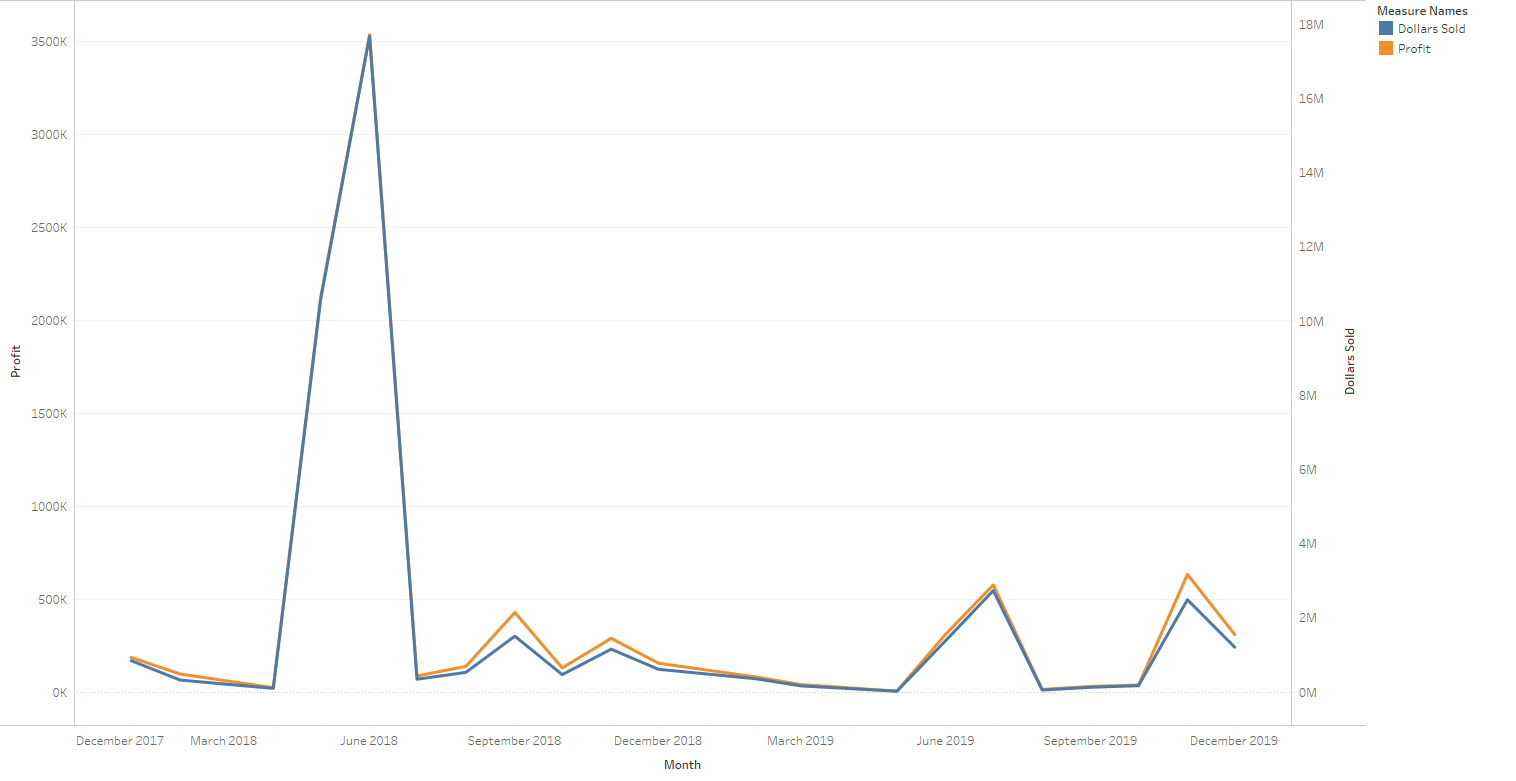 Measure Names
Dollars Sold
Profit
3500K
3000K
2500K
2000K
1500K
1000K
500K
0K
Profit
18M
16M
14M
12M
10M
8M
6M
4M
2M
0M
Dollars Sold
December 2017
March 2018
June 2018
September 2018
December 2018
March 2019
June 2019
September 2019
December 2019
Month